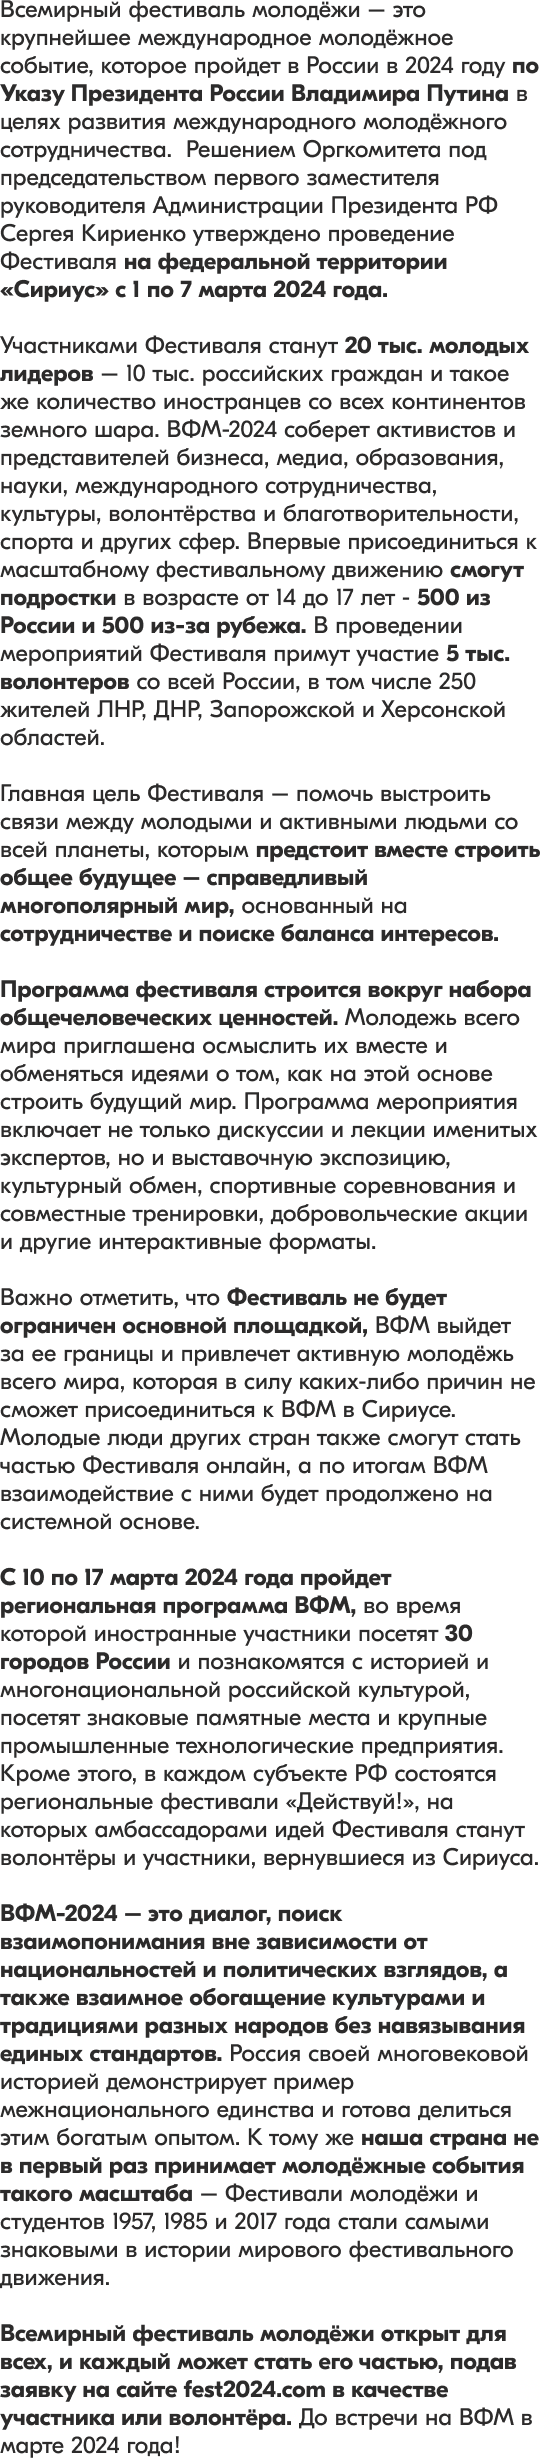 Всемирный фестиваль молодёжи – это
крупнейшее международное молодёжное
событие, которое пройдет в России в 2024 году по
Указу Президента России Владимира Путина в
целях развития международного молодёжного
сотрудничества.  Решением Оргкомитета под
председательством первого заместителя
руководителя Администрации Президента РФ
Сергея Кириенко утверждено проведение
Фестиваля на федеральной территории
«Сириус» с 1 по 7 марта 2024 года.

Участниками Фестиваля станут 20 тыс. молодых
лидеров – 10 тыс. российских граждан и такое
же количество иностранцев со всех континентов
земного шара. ВФМ-2024 соберет активистов и
представителей бизнеса, медиа, образования,
науки, международного сотрудничества,
культуры, волонтёрства и благотворительности,
спорта и других сфер. Впервые присоединиться к
масштабному фестивальному движению смогут
подростки в возрасте от 14 до 17 лет - 500 из
России и 500 из-за рубежа. В проведении
мероприятий Фестиваля примут участие 5 тыс.
волонтеров со всей России, в том числе 250
жителей ЛНР, ДНР, Запорожской и Херсонской
областей.

Главная цель Фестиваля – помочь выстроить
связи между молодыми и активными людьми со
всей планеты, которым предстоит вместе строить
общее будущее – справедливый
многополярный мир, основанный на
сотрудничестве и поиске баланса интересов.

Программа фестиваля строится вокруг набора
общечеловеческих ценностей. Молодежь всего
мира приглашена осмыслить их вместе и
обменяться идеями о том, как на этой основе
строить будущий мир. Программа мероприятия
включает не только дискуссии и лекции именитых
экспертов, но и выставочную экспозицию,
культурный обмен, спортивные соревнования и
совместные тренировки, добровольческие акции
и другие интерактивные форматы.

Важно отметить, что Фестиваль не будет
ограничен основной площадкой, ВФМ выйдет
за ее границы и привлечет активную молодёжь
всего мира, которая в силу каких-либо причин не
сможет присоединиться к ВФМ в Сириусе.
Молодые люди других стран также смогут стать
частью Фестиваля онлайн, а по итогам ВФМ
взаимодействие с ними будет продолжено на
системной основе.

С 10 по 17 марта 2024 года пройдет
региональная программа ВФМ, во время
которой иностранные участники посетят 30
городов России и познакомятся с историей и
многонациональной российской культурой,
посетят знаковые памятные места и крупные
промышленные технологические предприятия.
Кроме этого, в каждом субъекте РФ состоятся
региональные фестивали «Действуй!», на
которых амбассадорами идей Фестиваля станут
волонтёры и участники, вернувшиеся из Сириуса.

ВФМ-2024 – это диалог, поиск
взаимопонимания вне зависимости от
национальностей и политических взглядов, а
также взаимное обогащение культурами и
традициями разных народов без навязывания
единых стандартов. Россия своей многовековой
историей демонстрирует пример
межнационального единства и готова делиться
этим богатым опытом. К тому же наша страна не
в первый раз принимает молодёжные события
такого масштаба – Фестивали молодёжи и
студентов 1957, 1985 и 2017 года стали самыми
знаковыми в истории мирового фестивального
движения.

Всемирный фестиваль молодёжи открыт для
всех, и каждый может стать его частью, подав
заявку на сайте fest2024.com в качестве
участника или волонтёра. До встречи на ВФМ в
марте 2024 года!